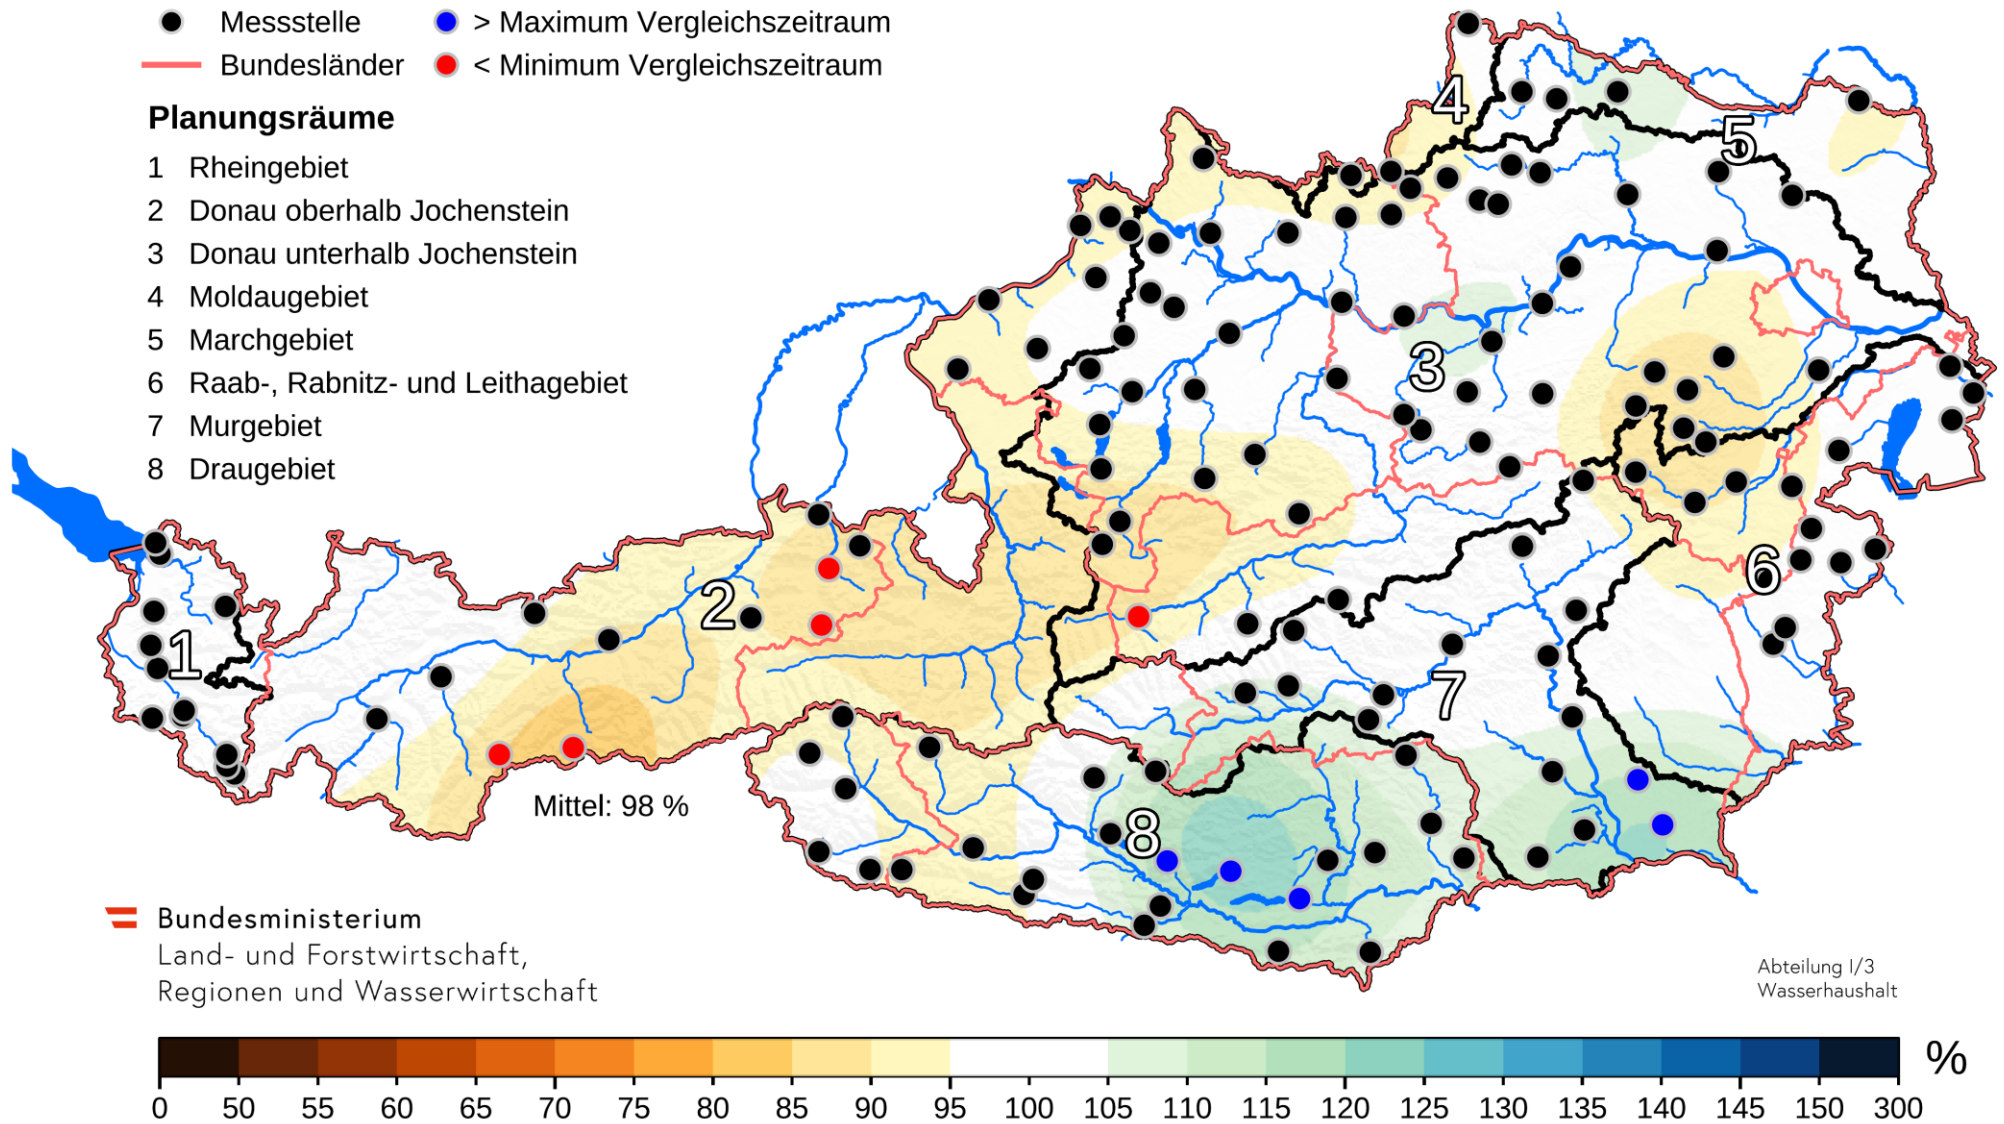 Messstelle
> Maximum Vergleichszeitraum
Bundesländer
< Minimum Vergleichszeitraum
Planungsräume
1 Rheingebiet
2 Donau oberhalb Jochenstein
3 Donau unterhalb Jochenstein
4 Moldaugebiet
5 Marchgebiet
6 Raab-, Rabnitz- und Leithagebiet
7 Murgebiet
8 Draugebiet
4
5
3
6
2
1
7
8
Mittel: 98 %
Bundesministerium
Land- und Forstwirtschaft,
Regionen und Wasserwirtschaft
Abteilung I/3
Wasserhaushalt
%
0 50 55 60 65 70 75 80 85 90 95 100 105 110 115 120 125 130 135 140 145 150 300